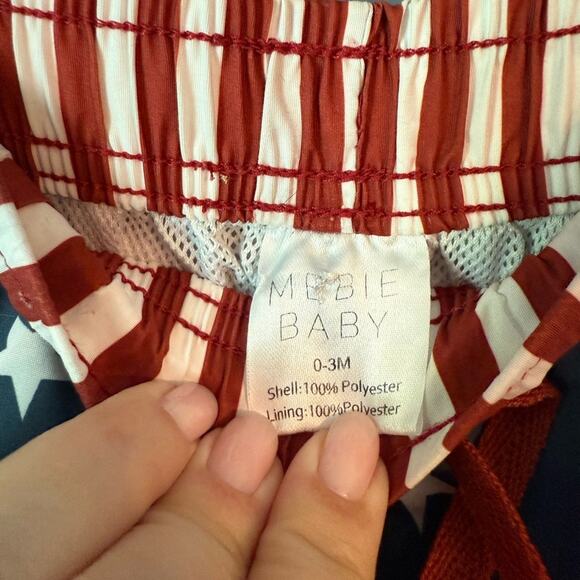 MEBIE
BABY
0-3M
Shell:100% Polyester
Lining:100%Polyester